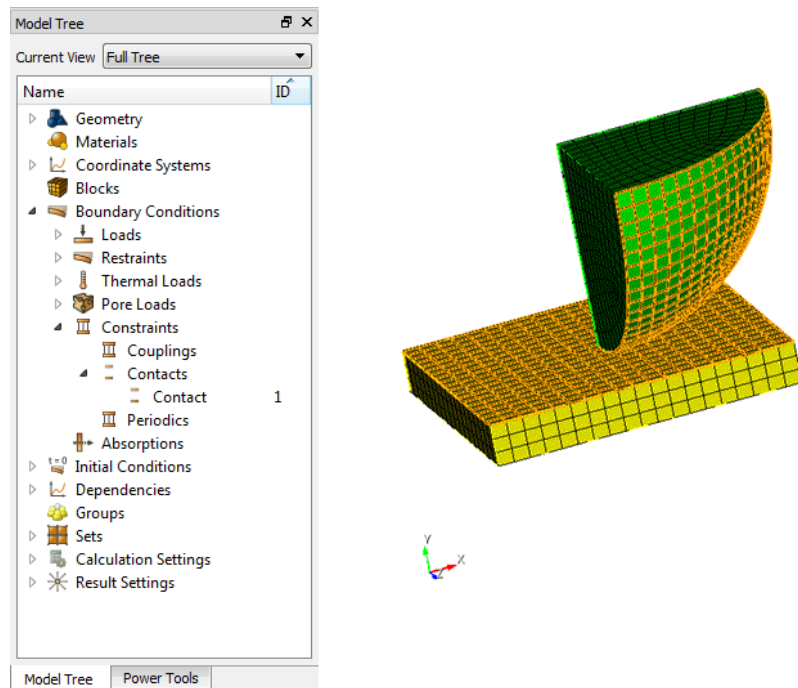 Model Tree
Current View Full Tree
Name ID
Geometry
Materials
Coordinate Systems
Blocks
Boundary Conditions
Loads
Restraints
Thermal Loads
Pore Loads
Constraints
Couplings
Contacts
Contact 1
Periodics
Absorptions
t=0 Initial Conditions
Dependencies
Groups
Sets
Calculation Settings
Result Settings
Model Tree Power Tools
Y
X
Z